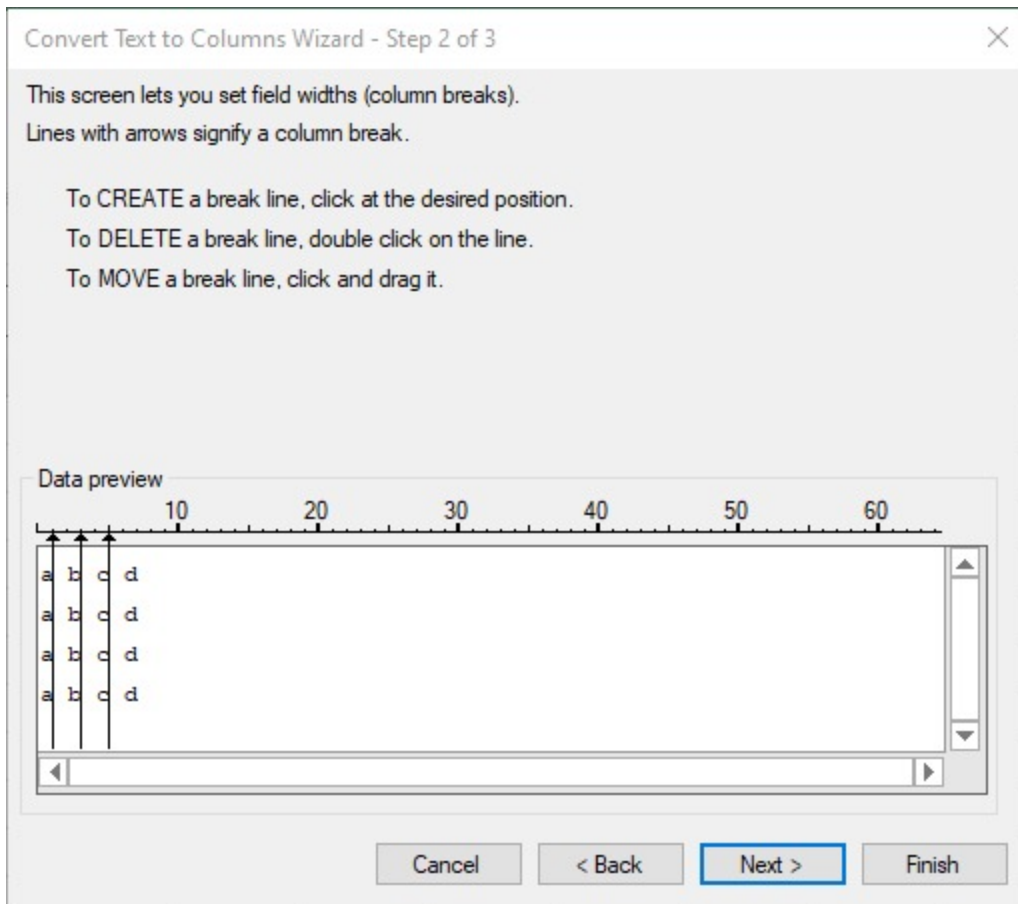 Convert Text to Columns Wizard - Step 2 of 3
This screen lets you set field widths (column breaks).
Lines with arrows signify a column break.
To CREATE a break line, click at the desired position.
To DELETE a break line, double click on the line.
To MOVE a break line, click and drag it.
Data preview
10 20 30 40 50 60
a b c d
a b c d
a b c d
a b c d
Cancel < Back Next > Finish